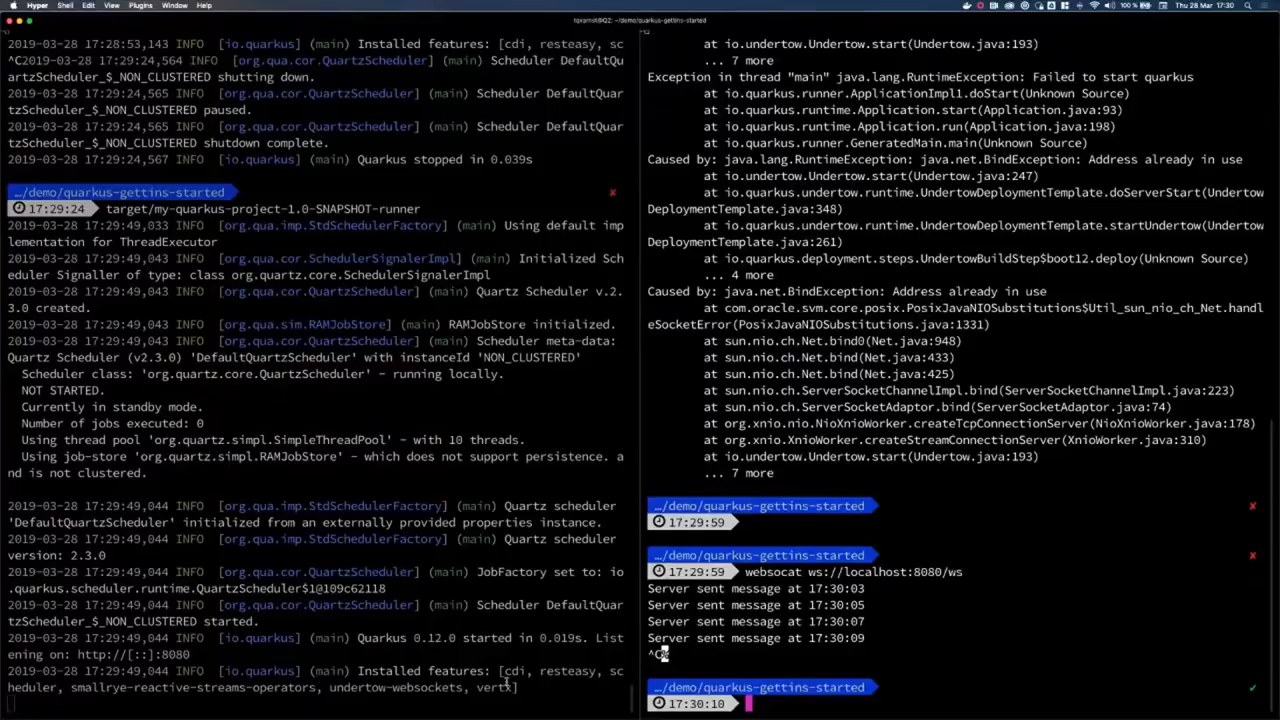 Hyper Shell Edit View Plugins Window Help
100 % Thu 28 Mar 17:30
tqvarnst@Q2: ~/demo/quarkus-gettins-started
2019-03-28 17:28:53,143 INFO [io.quarkus] (main) Installed features: [cdi, resteasy, sc
^C2019-03-28 17:29:24,564 INFO [org.qua.cor.QuartzScheduler] (main) Scheduler DefaultQu
artzScheduler_$_NON_CLUSTERED shutting down.
2019-03-28 17:29:24,565 INFO [org.qua.cor.QuartzScheduler] (main) Scheduler DefaultQuar
tzScheduler_$_NON_CLUSTERED paused.
2019-03-28 17:29:24,565 INFO [org.qua.cor.QuartzScheduler] (main) Scheduler DefaultQuar
tzScheduler_$_NON_CLUSTERED shutdown complete.
2019-03-28 17:29:24,567 INFO [io.quarkus] (main) Quarkus stopped in 0.039s
…/demo/quarkus-gettins-started ✘
17:29:24 target/my-quarkus-project-1.0-SNAPSHOT-runner
2019-03-28 17:29:49,033 INFO [org.qua.imp.StdSchedulerFactory] (main) Using default imp
lementation for ThreadExecutor
2019-03-28 17:29:49,043 INFO [org.qua.cor.SchedulerSignalerImpl] (main) Initialized Sch
eduler Signaller of type: class org.quartz.core.SchedulerSignalerImpl
2019-03-28 17:29:49,043 INFO [org.qua.cor.QuartzScheduler] (main) Quartz Scheduler v.2.
3.0 created.
2019-03-28 17:29:49,043 INFO [org.qua.sim.RAMJobStore] (main) RAMJobStore initialized.
2019-03-28 17:29:49,043 INFO [org.qua.cor.QuartzScheduler] (main) Scheduler meta-data:
Quartz Scheduler (v2.3.0) 'DefaultQuartzScheduler' with instanceId 'NON_CLUSTERED'
Scheduler class: 'org.quartz.core.QuartzScheduler' - running locally.
NOT STARTED.
Currently in standby mode.
Number of jobs executed: 0
Using thread pool 'org.quartz.simpl.SimpleThreadPool' - with 10 threads.
Using job-store 'org.quartz.simpl.RAMJobStore' - which does not support persistence. a
nd is not clustered.
2019-03-28 17:29:49,044 INFO [org.qua.imp.StdSchedulerFactory] (main) Quartz scheduler
'DefaultQuartzScheduler' initialized from an externally provided properties instance.
2019-03-28 17:29:49,044 INFO [org.qua.imp.StdSchedulerFactory] (main) Quartz scheduler
version: 2.3.0
2019-03-28 17:29:49,044 INFO [org.qua.cor.QuartzScheduler] (main) JobFactory set to: io
.quarkus.scheduler.runtime.QuartzScheduler$1@109c62118
2019-03-28 17:29:49,044 INFO [org.qua.cor.QuartzScheduler] (main) Scheduler DefaultQuar
tzScheduler_$_NON_CLUSTERED started.
2019-03-28 17:29:49,044 INFO [io.quarkus] (main) Quarkus 0.12.0 started in 0.019s. List
ening on: http://[::]:8080
2019-03-28 17:29:49,044 INFO [io.quarkus] (main) Installed features: [cdi, resteasy, sc
heduler, smallrye-reactive-streams-operators, undertow-websockets, vertx]
at io.undertow.Undertow.start(Undertow.java:193)
... 7 more
Exception in thread "main" java.lang.RuntimeException: Failed to start quarkus
at io.quarkus.runner.ApplicationImpl1.doStart(Unknown Source)
at io.quarkus.runtime.Application.start(Application.java:93)
at io.quarkus.runtime.Application.run(Application.java:198)
at io.quarkus.runner.GeneratedMain.main(Unknown Source)
Caused by: java.lang.RuntimeException: java.net.BindException: Address already in use
at io.undertow.Undertow.start(Undertow.java:247)
at io.quarkus.undertow.runtime.UndertowDeploymentTemplate.doServerStart(Undertow
DeploymentTemplate.java:348)
at io.quarkus.undertow.runtime.UndertowDeploymentTemplate.startUndertow(Undertow
DeploymentTemplate.java:261)
at io.quarkus.deployment.steps.UndertowBuildStep$boot12.deploy(Unknown Source)
... 4 more
Caused by: java.net.BindException: Address already in use
at com.oracle.svm.core.posix.PosixJavaNIOSubstitutions$Util_sun_nio_ch_Net.handl
eSocketError(PosixJavaNIOSubstitutions.java:1331)
at sun.nio.ch.Net.bind0(Net.java:948)
at sun.nio.ch.Net.bind(Net.java:433)
at sun.nio.ch.Net.bind(Net.java:425)
at sun.nio.ch.ServerSocketChannelImpl.bind(ServerSocketChannelImpl.java:223)
at sun.nio.ch.ServerSocketAdaptor.bind(ServerSocketAdaptor.java:74)
at org.xnio.nio.NioXnioWorker.createTcpConnectionServer(NioXnioWorker.java:178)
at org.xnio.XnioWorker.createStreamConnectionServer(XnioWorker.java:310)
at io.undertow.Undertow.start(Undertow.java:193)
... 7 more
…/demo/quarkus-gettins-started ✘
17:29:59
…/demo/quarkus-gettins-started ✘
17:29:59 websocat ws://localhost:8080/ws
Server sent message at 17:30:03
Server sent message at 17:30:05
Server sent message at 17:30:07
Server sent message at 17:30:09
^C%
…/demo/quarkus-gettins-started ✓
17:30:10